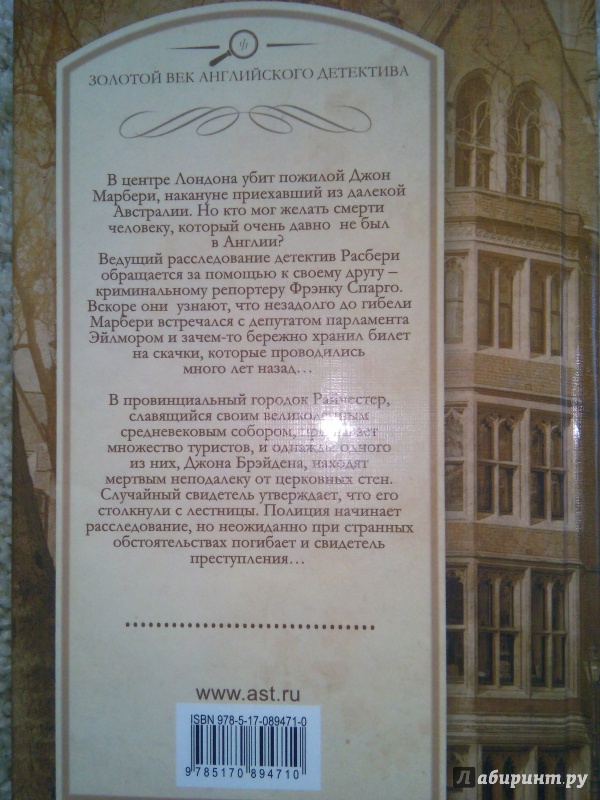 ЗОЛОТОЙ ВЕК АНГЛИЙСКОГО ДЕТЕКТИВА
В центре Лондона убит пожилой Джон
Марбери, накануне приехавший из далекой
Австралии. Но кто мог желать смерти
человеку, который очень давно не был
в Англии?
Ведущий расследование детектив Расбери
обращается за помощью к своему другу –
криминальному репортеру Фрэнку Спарго.
Вскоре они узнают, что незадолго до гибели
Марбери встречался с депутатом парламента
Эйлмором и зачем-то бережно хранил билет
на скачки, которые проводились
много лет назад…
В провинциальный городок Райчестер,
славящийся своим великолепным
средневековым собором, приезжает
множество туристов, и однажды одного
из них, Джона Брэйдена, находят
мертвым неподалеку от церковных стен.
Случайный свидетель утверждает, что его
столкнули с лестницы. Полиция начинает
расследование, но неожиданно при странных
обстоятельствах погибает и свидетель
преступления…
www.ast.ru
ISBN 978-5-17-089471-0
9 785170 894710
Лабиринт.ру